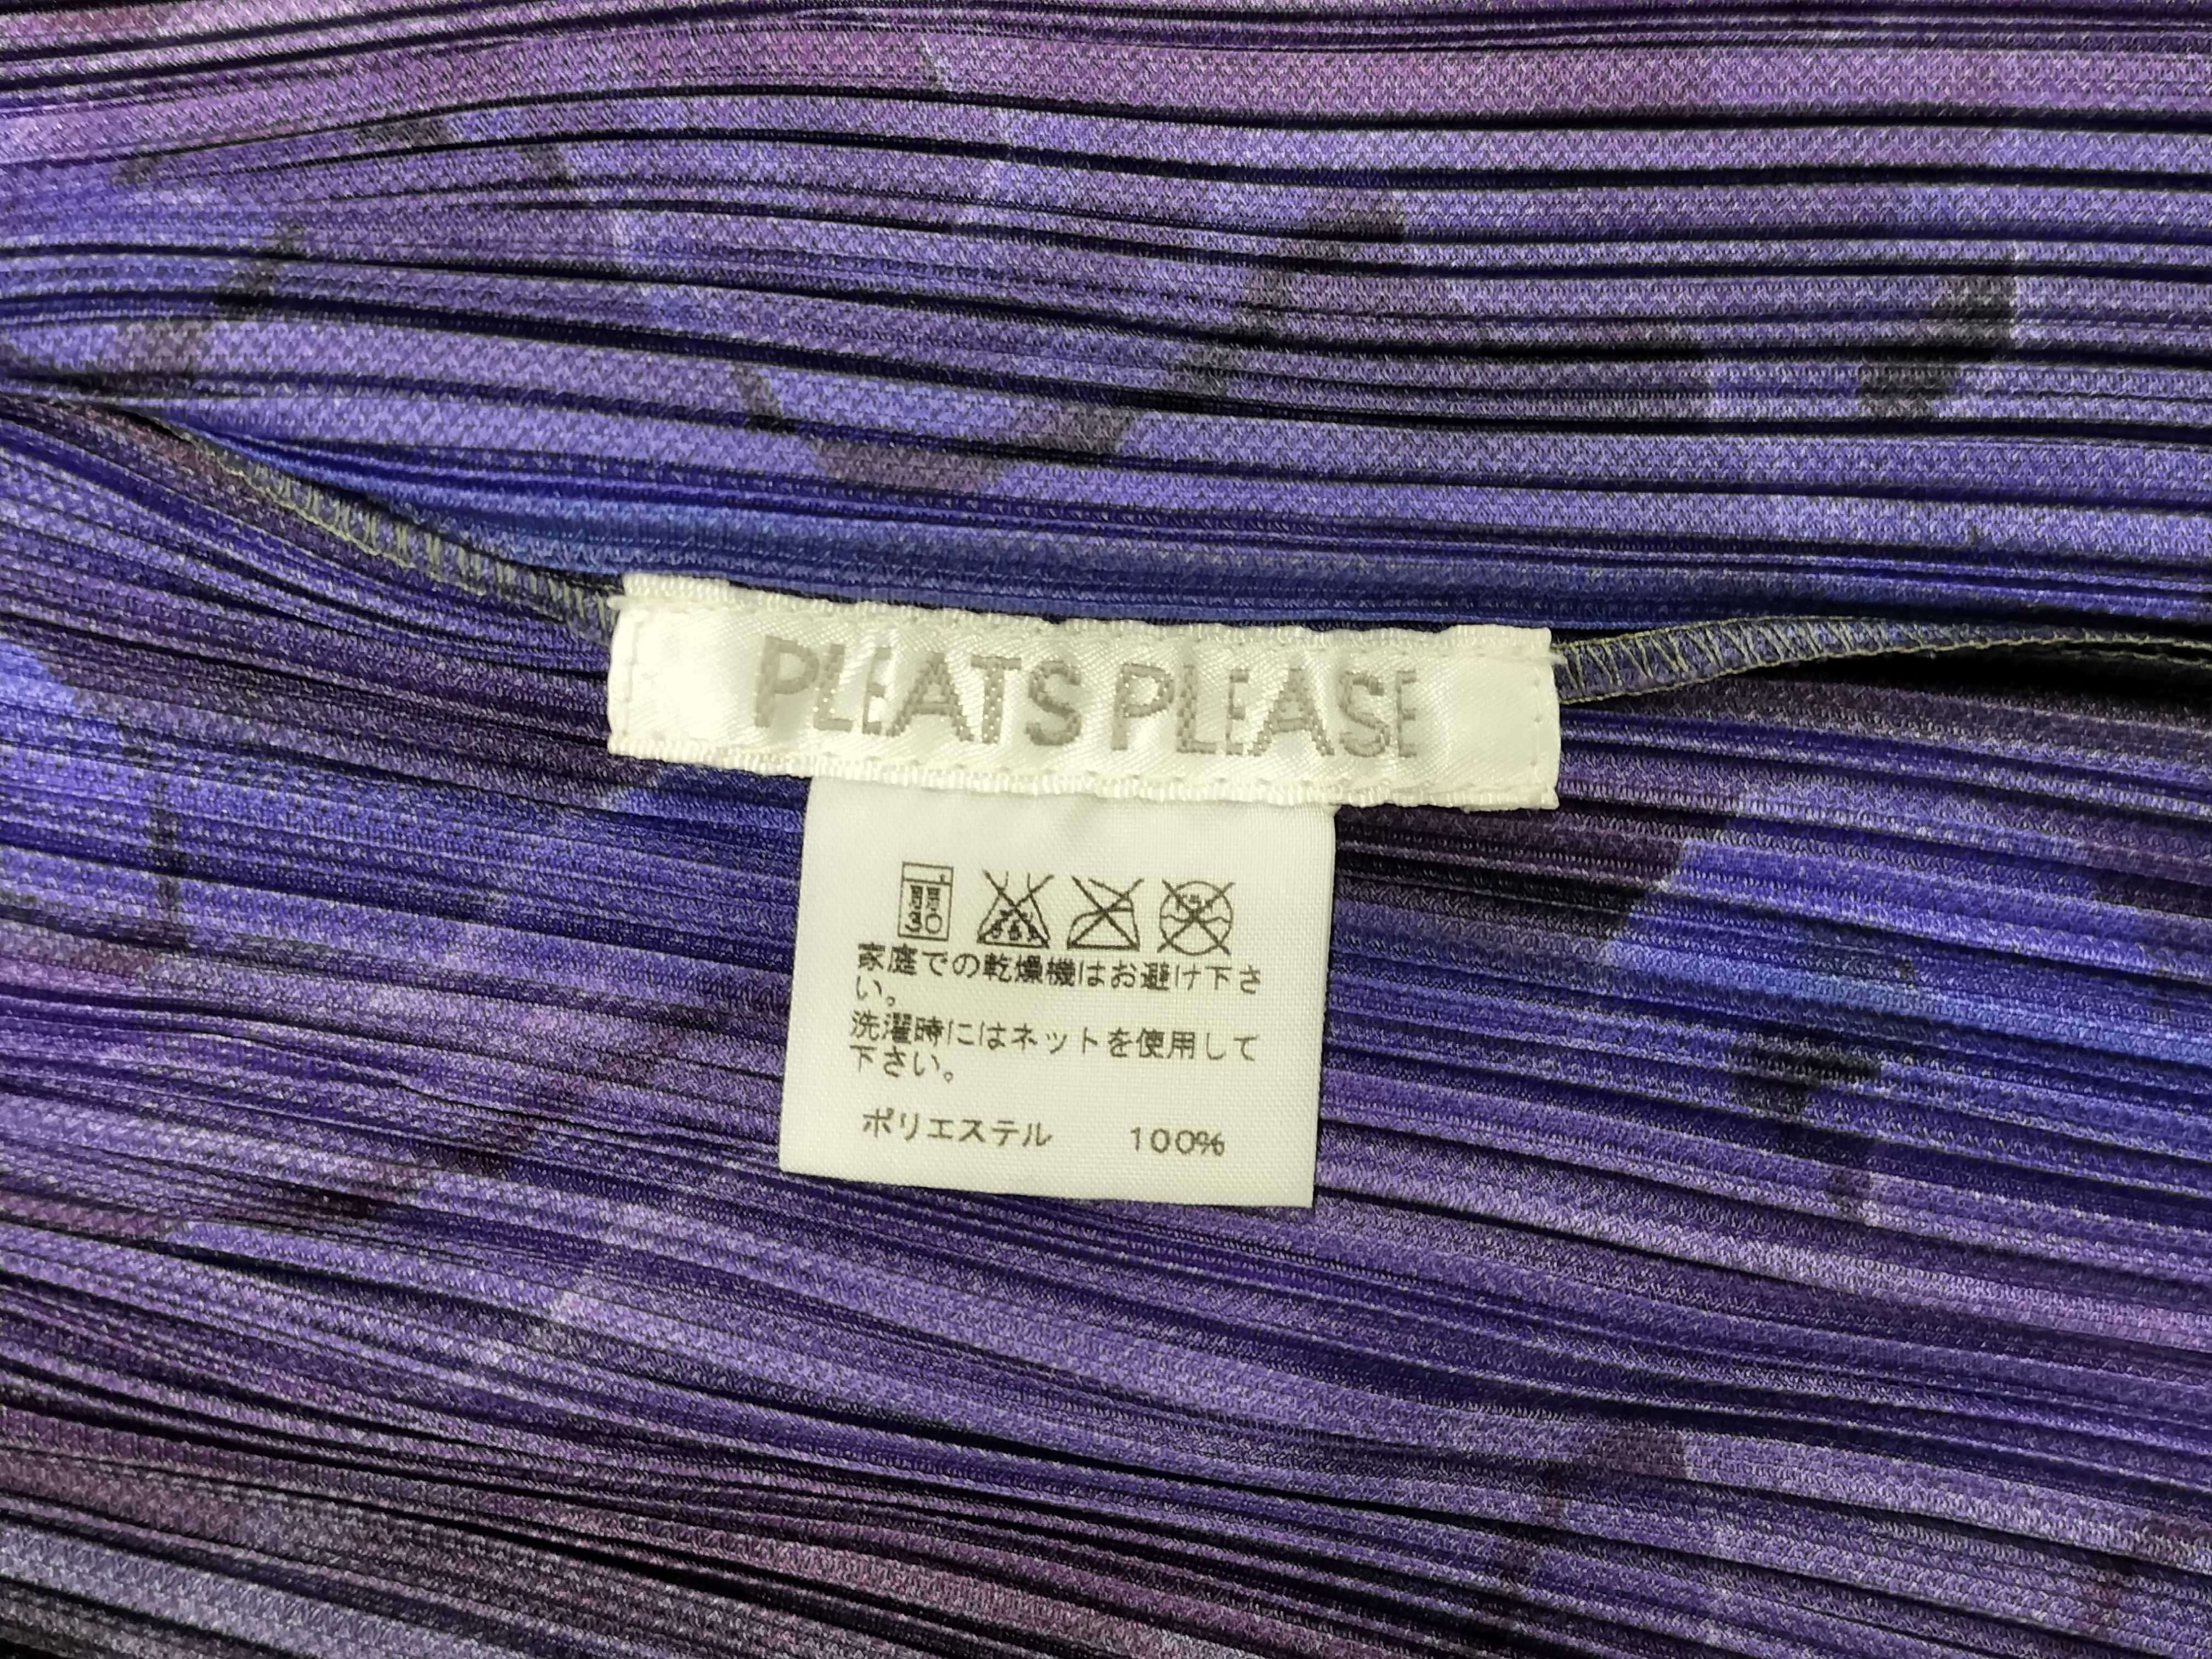 PLEATS PLEASE
家庭での乾燥機はお避け下さ
い。
洗濯時にはネットを使用して
下さい。
ポリエステル 100%